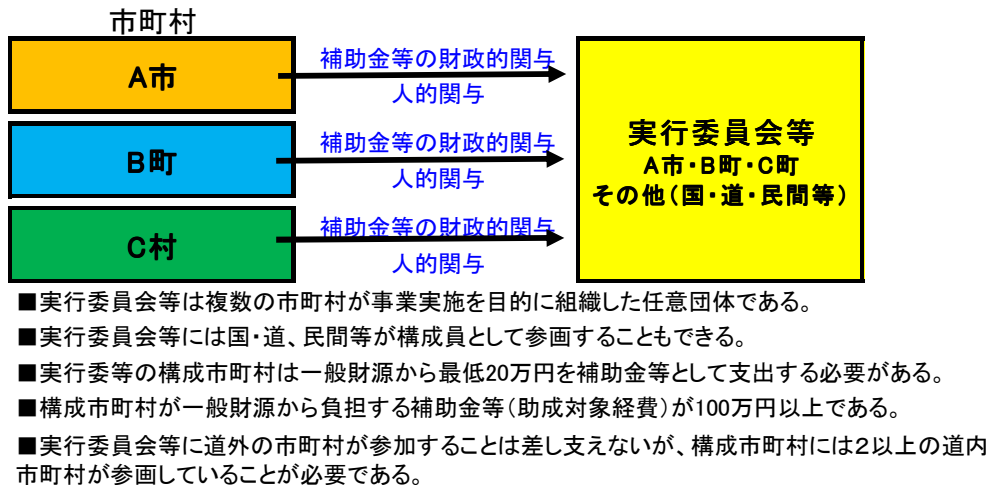 市町村
A市
補助金等の財政的関与
人的関与
B町
補助金等の財政的関与
人的関与
C村
補助金等の財政的関与
人的関与
実行委員会等
A市・B町・C町
その他(国・道・民間等)
■実行委員会等は複数の市町村が事業実施を目的に組織した任意団体である。
■実行委員会等には国・道、民間等が構成員として参画することもできる。
■実行委等の構成市町村は一般財源から最低20万円を補助金等として支出する必要がある。
■構成市町村が一般財源から負担する補助金等(助成対象経費)が100万円以上である。
■実行委員会等に道外の市町村が参加することは差し支えないが、構成市町村には2以上の道内
市町村が参画していることが必要である。